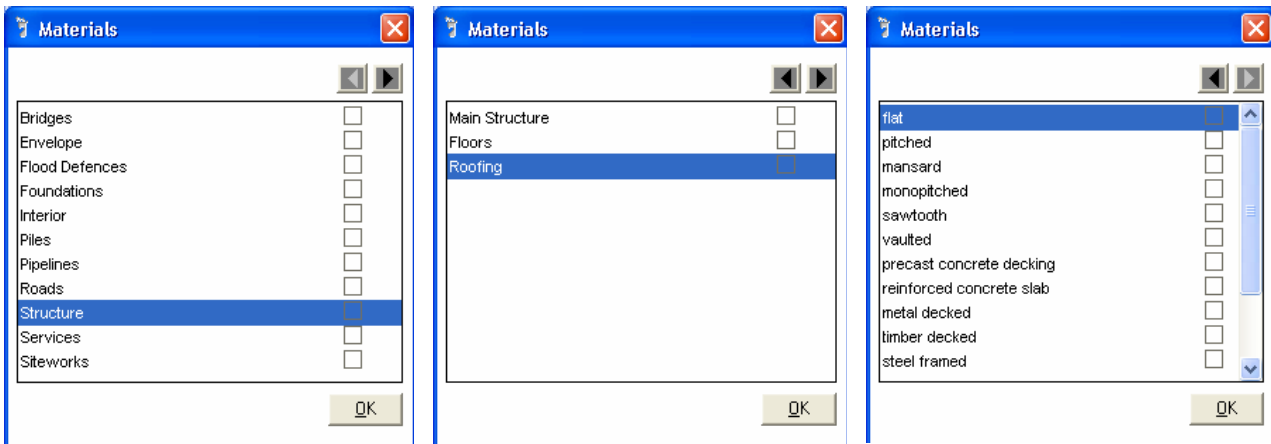 Materials
Bridges
Envelope
Flood Defences
Foundations
Interior
Piles
Pipelines
Roads
Structure
Services
Siteworks
OK
Materials
Main Structure
Floors
Roofing
OK
Materials
flat
pitched
mansard
monopitched
sawtooth
vaulted
precast concrete decking
reinforced concrete slab
metal decked
timber decked
steel framed
OK